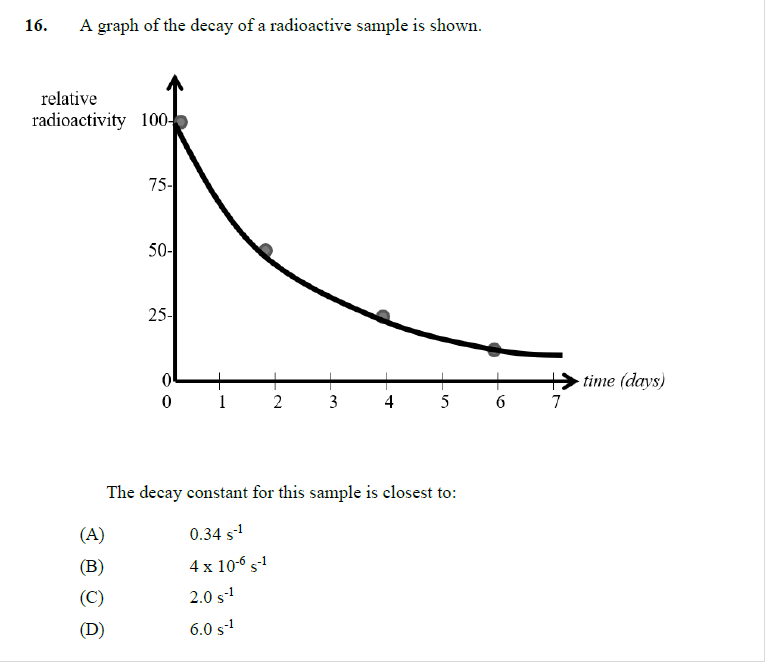 16. A graph of the decay of a radioactive sample is shown.
relative
radioactivity 100-
75-
50-
25-
0
0 1 2 3 4 5 6 7
time (days)
The decay constant for this sample is closest to:
(A) 0.34 s⁻¹
(B) 4 x 10⁻⁶ s⁻¹
(C) 2.0 s⁻¹
(D) 6.0 s⁻¹